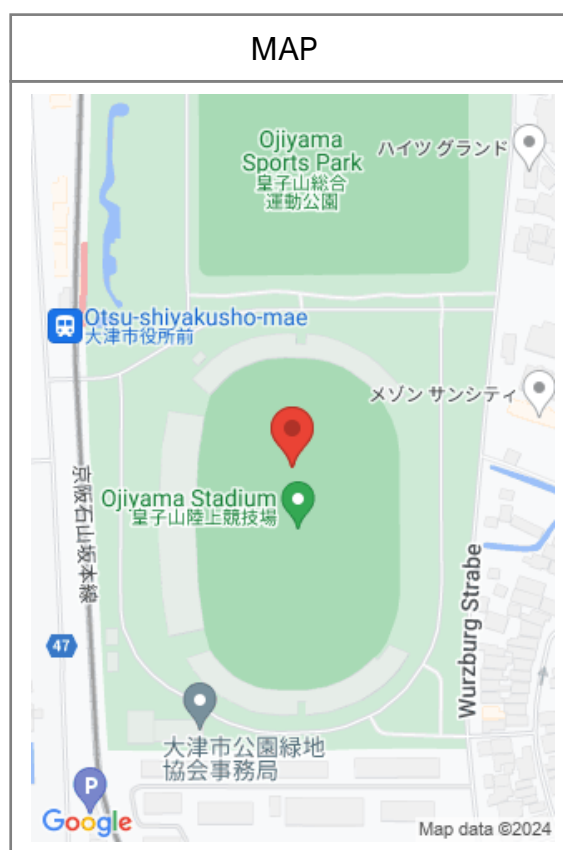 MAP
Ojiyama
Sports Park
皇子山総合
運動公園
ハイツ グランド
Otsu-shiyakusho-mae
大津市役所前
メゾン サンシティ
Ojiyama Stadium
皇子山陸上競技場
京阪石山坂本線
Wurzburg Strabe
47
大津市公園緑地
協会事務局
P
Google
Map data ©2024